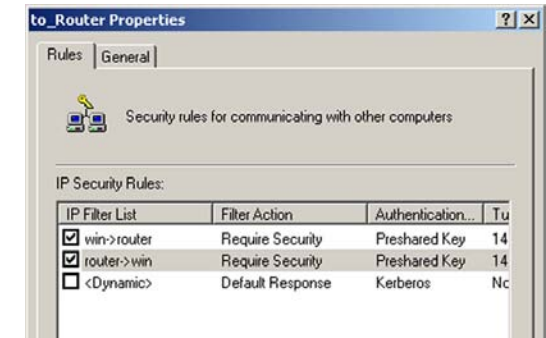 to_Router Properties
Rules General
Security rules for communicating with other computers
IP Security Rules:
IP Filter List Filter Action Authentication... Tu
win->router Require Security Preshared Key 14
router->win Require Security Preshared Key 14
<Dynamic> Default Response Kerberos Nc